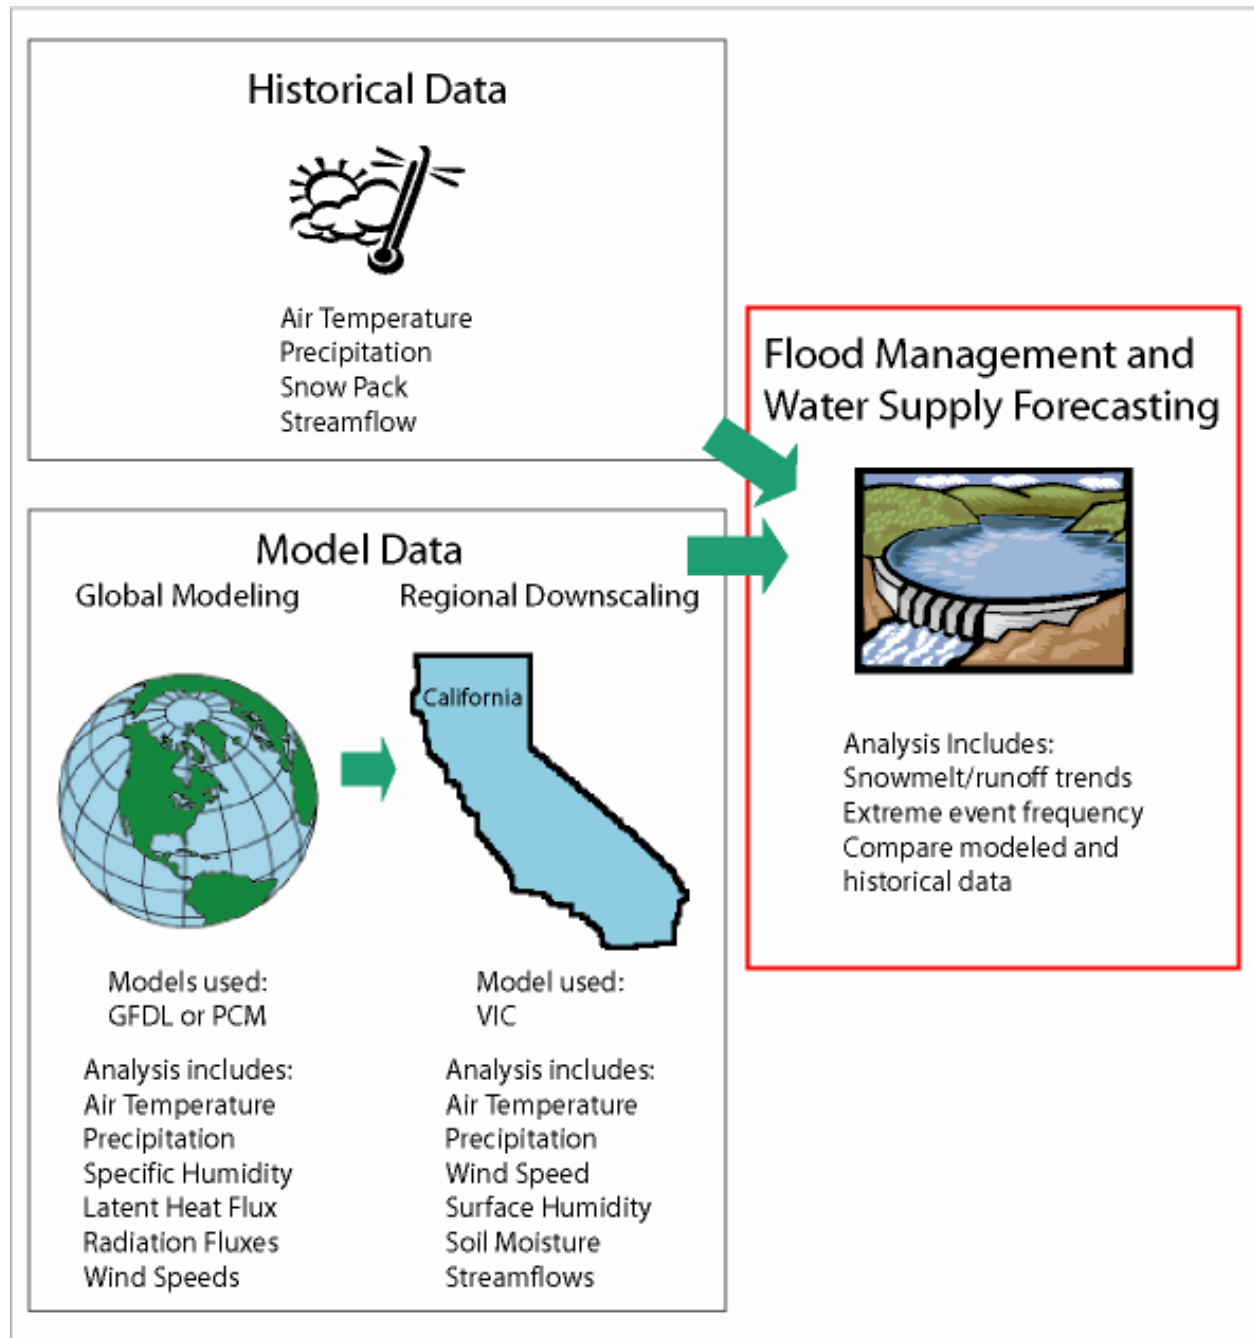 Historical Data
Air Temperature
Precipitation
Snow Pack
Streamflow
Model Data
Global Modeling
Models used:
GFDL or PCM
Analysis includes:
Air Temperature
Precipitation
Specific Humidity
Latent Heat Flux
Radiation Fluxes
Wind Speeds
Regional Downscaling
California
Model used:
VIC
Analysis includes:
Air Temperature
Precipitation
Wind Speed
Surface Humidity
Soil Moisture
Streamflows
Flood Management and
Water Supply Forecasting
Analysis Includes:
Snowmelt/runoff trends
Extreme event frequency
Compare modeled and
historical data